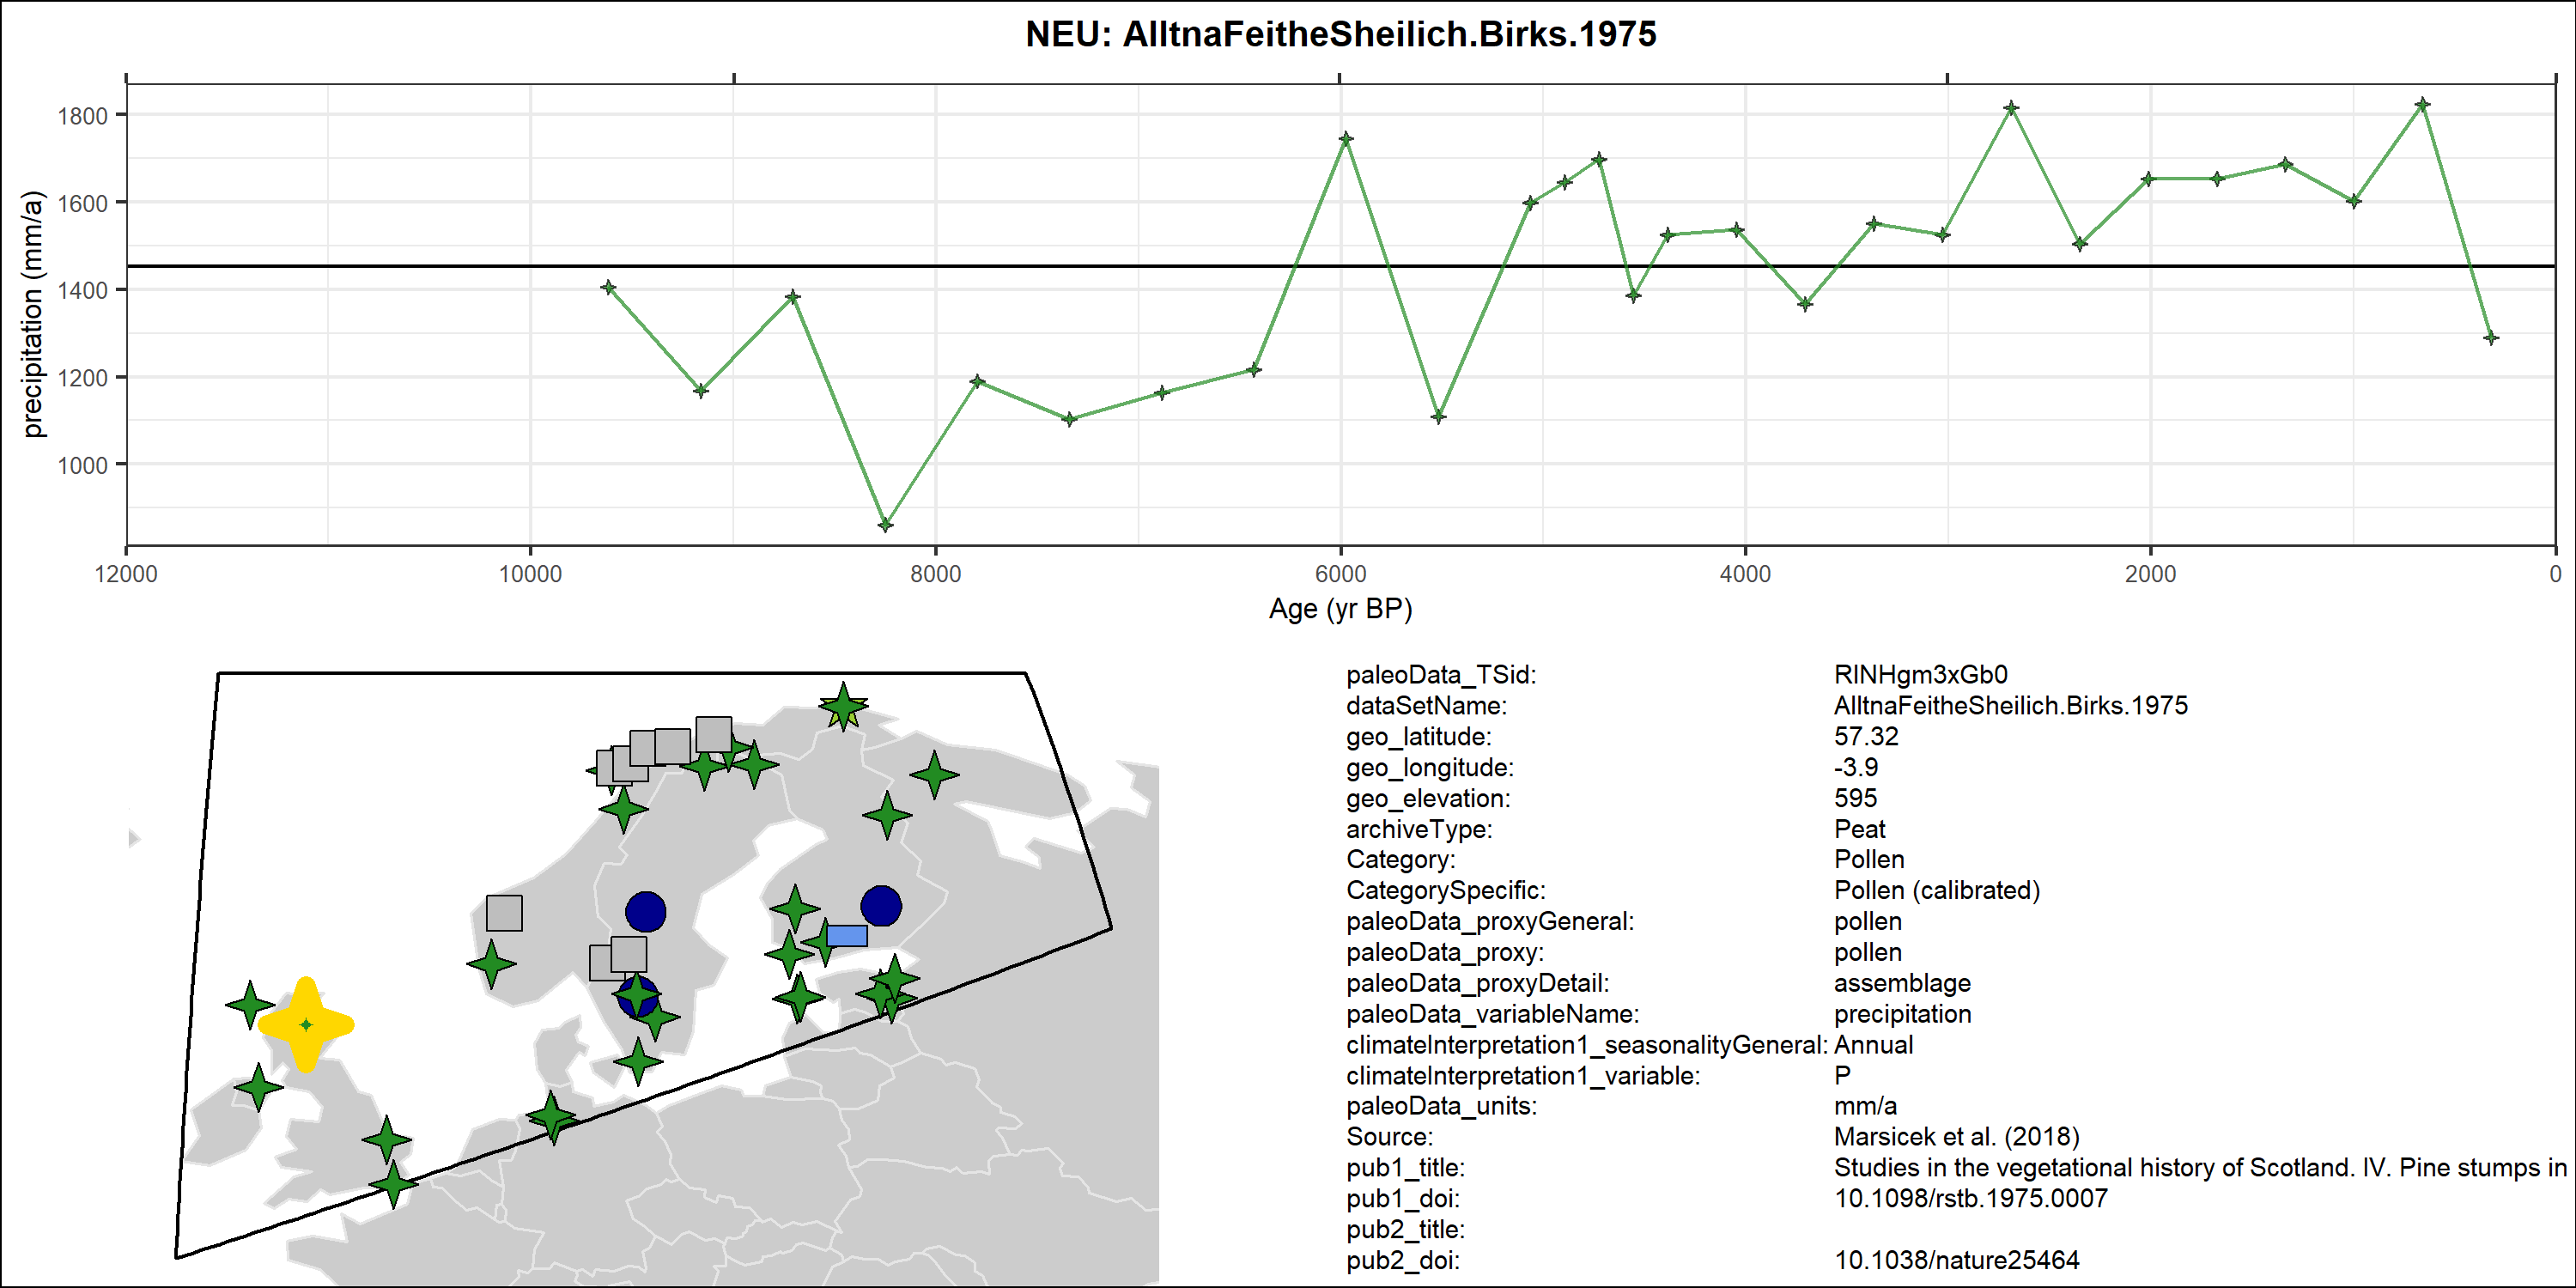 NEU: AlltnaFeitheSheilich.Birks.1975
1800
1600
1400
1200
1000
precipitation (mm/a)
12000 10000 8000 6000 4000 2000 0
Age (yr BP)
paleoData_TSid: RINHgm3xGb0
dataSetName: AlltnaFeitheSheilich.Birks.1975
geo_latitude: 57.32
geo_longitude: -3.9
geo_elevation: 595
archiveType: Peat
Category: Pollen
CategorySpecific: Pollen (calibrated)
paleoData_proxyGeneral: pollen
paleoData_proxy: pollen
paleoData_proxyDetail: assemblage
paleoData_variableName: precipitation
climateInterpretation1_seasonalityGeneral: Annual
climateInterpretation1_variable: P
paleoData_units: mm/a
Source: Marsicek et al. (2018)
pub1_title: Studies in the vegetational history of Scotland. IV. Pine stumps in
pub1_doi: 10.1098/rstb.1975.0007
pub2_title:
pub2_doi: 10.1038/nature25464